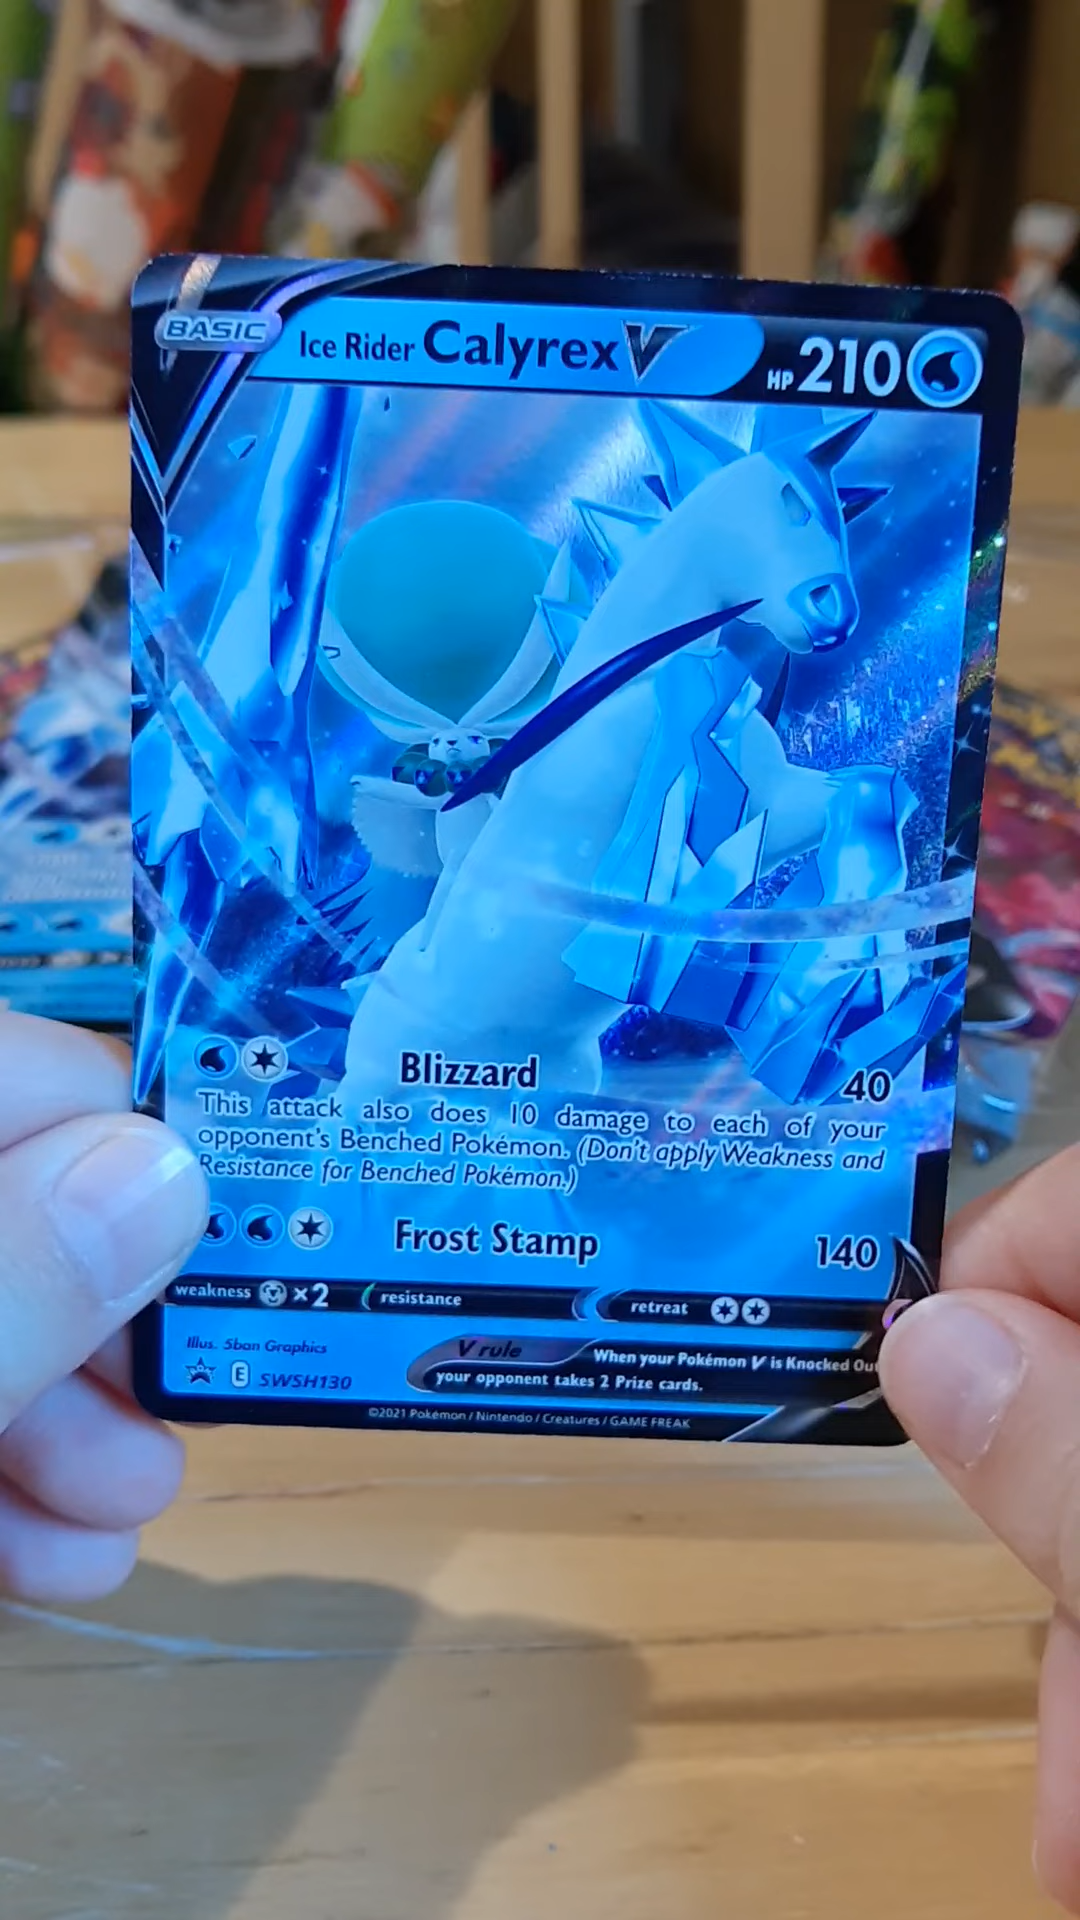 BASIC
Ice Rider Calyrex V
HP 210
Blizzard 40
This attack also does 10 damage to each of your
opponent's Benched Pokémon. (Don't apply Weakness and
Resistance for Benched Pokémon.)
Frost Stamp 140
weakness ×2 resistance retreat
Illus. 5ban Graphics
V rule
When your Pokémon V is Knocked Out
your opponent takes 2 Prize cards.
E SWSH130
©2021 Pokémon / Nintendo / Creatures / GAME FREAK